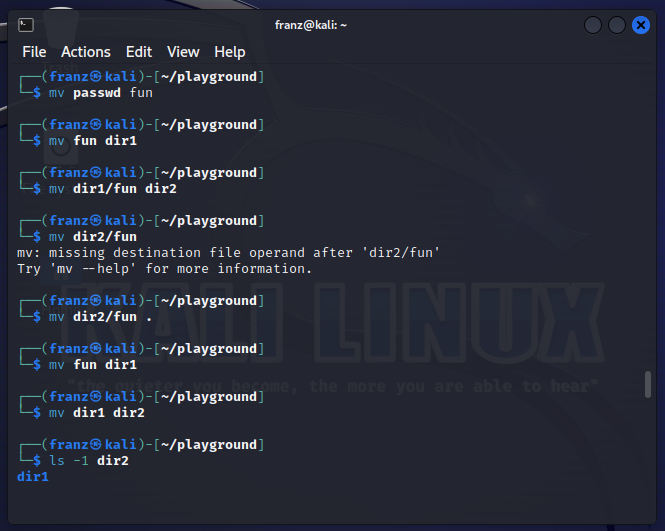 franz@kali: ~
File Actions Edit View Help
┌──(franz㉿kali)-[~/playground]
└─$ mv passwd fun
┌──(franz㉿kali)-[~/playground]
└─$ mv fun dir1
┌──(franz㉿kali)-[~/playground]
└─$ mv dir1/fun dir2
┌──(franz㉿kali)-[~/playground]
└─$ mv dir2/fun
mv: missing destination file operand after 'dir2/fun'
Try 'mv --help' for more information.
┌──(franz㉿kali)-[~/playground]
└─$ mv dir2/fun .
┌──(franz㉿kali)-[~/playground]
└─$ mv fun dir1
┌──(franz㉿kali)-[~/playground]
└─$ mv dir1 dir2
┌──(franz㉿kali)-[~/playground]
└─$ ls -1 dir2
dir1
Trash
KALI LINUX
"the quieter you become, the more you are able to hear"